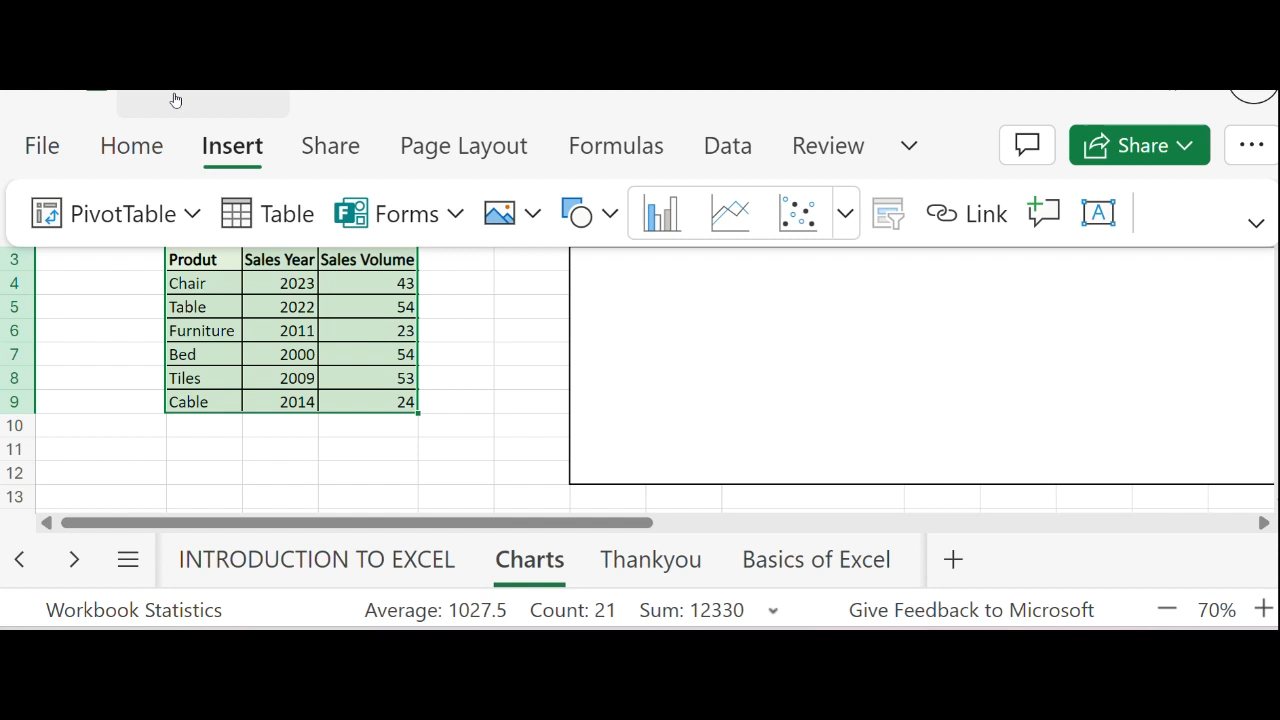 File Home Insert Share Page Layout Formulas Data Review Share
PivotTable Table Forms Link A
3 Produt Sales Year Sales Volume
4 Chair 2023 43
5 Table 2022 54
6 Furniture 2011 23
7 Bed 2000 54
8 Tiles 2009 53
9 Cable 2014 24
10
11
12
13
INTRODUCTION TO EXCEL Charts Thankyou Basics of Excel
Workbook Statistics Average: 1027.5 Count: 21 Sum: 12330 Give Feedback to Microsoft 70%